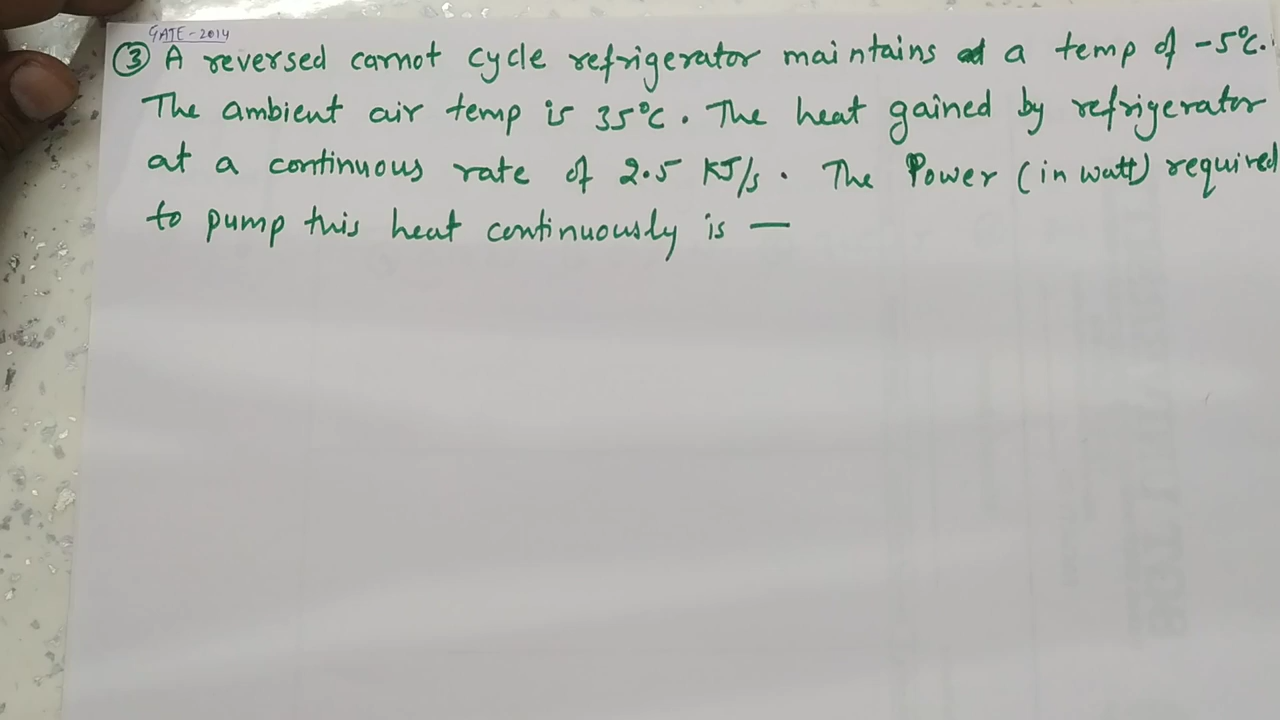 GATE-2014
③ A reversed carnot cycle refrigerator maintains a temp of -5°C.
The ambient air temp is 35°C. The heat gained by refrigerator
at a continuous rate of 2.5 KJ/s. The Power (in watt) required
to pump this heat continuously is —